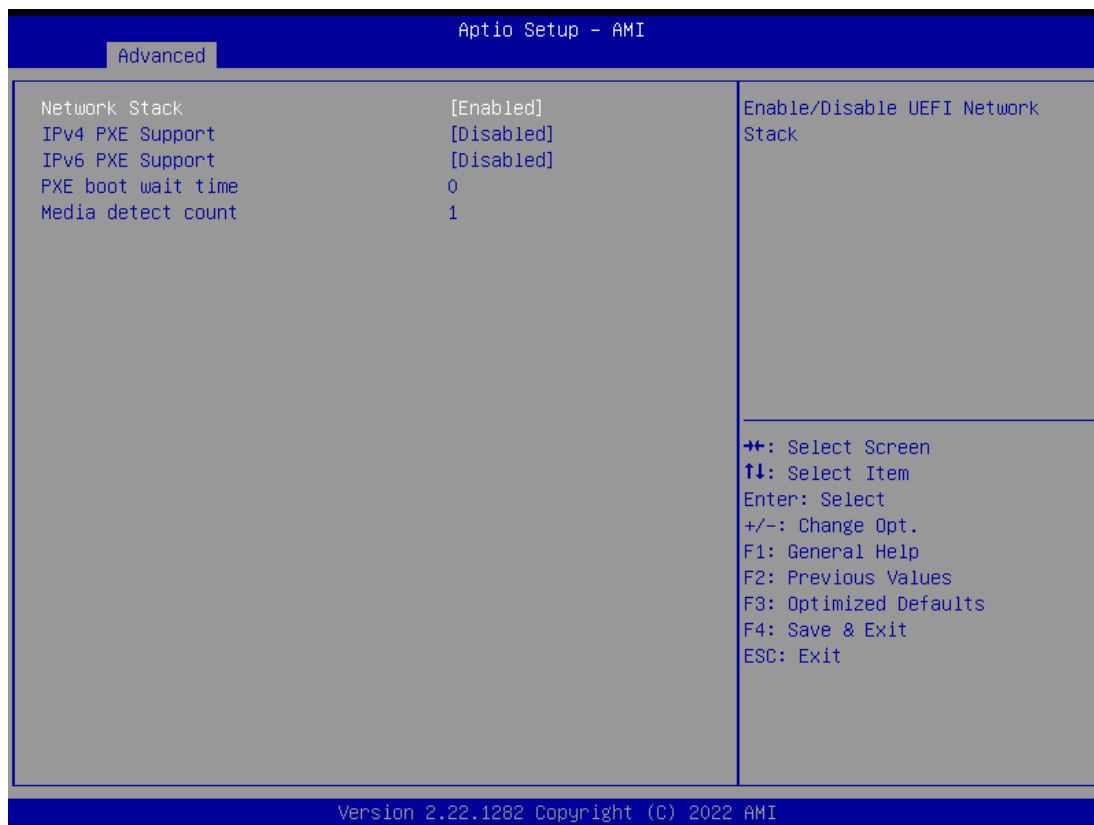 Aptio Setup – AMI
Advanced
Network Stack [Enabled]
IPv4 PXE Support [Disabled]
IPv6 PXE Support [Disabled]
PXE boot wait time 0
Media detect count 1
Enable/Disable UEFI Network
Stack
→←: Select Screen
↑↓: Select Item
Enter: Select
+/-: Change Opt.
F1: General Help
F2: Previous Values
F3: Optimized Defaults
F4: Save & Exit
ESC: Exit
Version 2.22.1282 Copyright (C) 2022 AMI